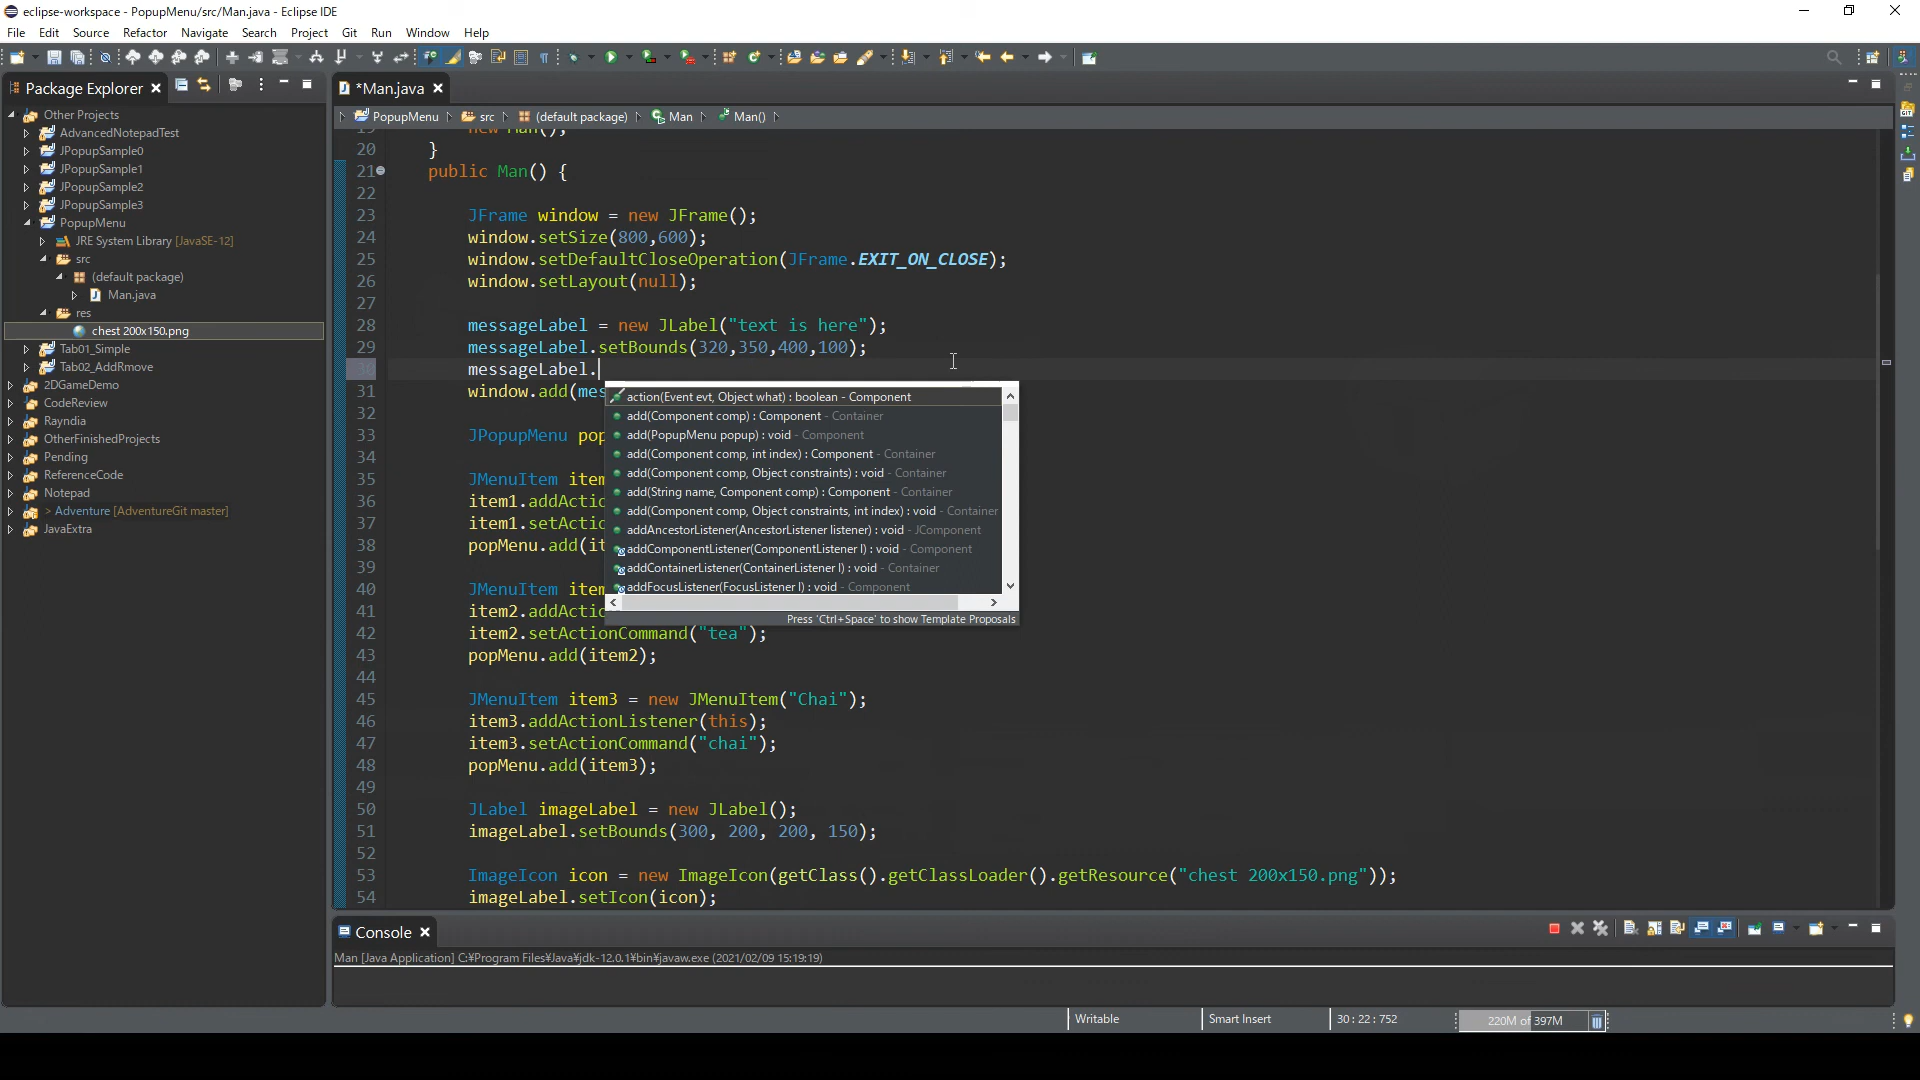 eclipse-workspace - PopupMenu/src/Man.java - Eclipse IDE
File Edit Source Refactor Navigate Search Project Git Run Window Help
Package Explorer
*Man.java
Other Projects
AdvancedNotepadTest
JPopupSample0
JPopupSample1
JPopupSample2
JPopupSample3
PopupMenu
JRE System Library [JavaSE-12]
src
(default package)
Man.java
res
chest 200x150.png
Tab01_Simple
Tab02_AddRmove
2DGameDemo
CodeReview
Rayndia
OtherFinishedProjects
Pending
ReferenceCode
Notepad
> Adventure [AdventureGit master]
JavaExtra
PopupMenu src (default package) Man Man()
19 new Man();
20 }
21 public Man() {
22
23 JFrame window = new JFrame();
24 window.setSize(800,600);
25 window.setDefaultCloseOperation(JFrame.EXIT_ON_CLOSE);
26 window.setLayout(null);
27
28 messageLabel = new JLabel("text is here");
29 messageLabel.setBounds(320,350,400,100);
30 messageLabel.
31 window.add(mes
32
33 JPopupMenu pop
34
35 JMenuItem item
36 item1.addActio
37 item1.setActio
38 popMenu.add(it
39
40 JMenuItem item
41 item2.addActio
42 item2.setActionCommand("tea");
43 popMenu.add(item2);
44
45 JMenuItem item3 = new JMenuItem("Chai");
46 item3.addActionListener(this);
47 item3.setActionCommand("chai");
48 popMenu.add(item3);
49
50 JLabel imageLabel = new JLabel();
51 imageLabel.setBounds(300, 200, 200, 150);
52
53 ImageIcon icon = new ImageIcon(getClass().getClassLoader().getResource("chest 200x150.png"));
54 imageLabel.setIcon(icon);
action(Event evt, Object what) : boolean - Component
add(Component comp) : Component - Container
add(PopupMenu popup) : void - Component
add(Component comp, int index) : Component - Container
add(Component comp, Object constraints) : void - Container
add(String name, Component comp) : Component - Container
add(Component comp, Object constraints, int index) : void - Container
addAncestorListener(AncestorListener listener) : void - JComponent
addComponentListener(ComponentListener l) : void - Component
addContainerListener(ContainerListener l) : void - Container
addFocusListener(FocusListener l) : void - Component
Press 'Ctrl+Space' to show Template Proposals
Console
Man [Java Application] C:¥Program Files¥Java¥jdk-12.0.1¥bin¥javaw.exe (2021/02/09 15:19:19)
Writable Smart Insert 30 : 22 : 752 220M of 397M